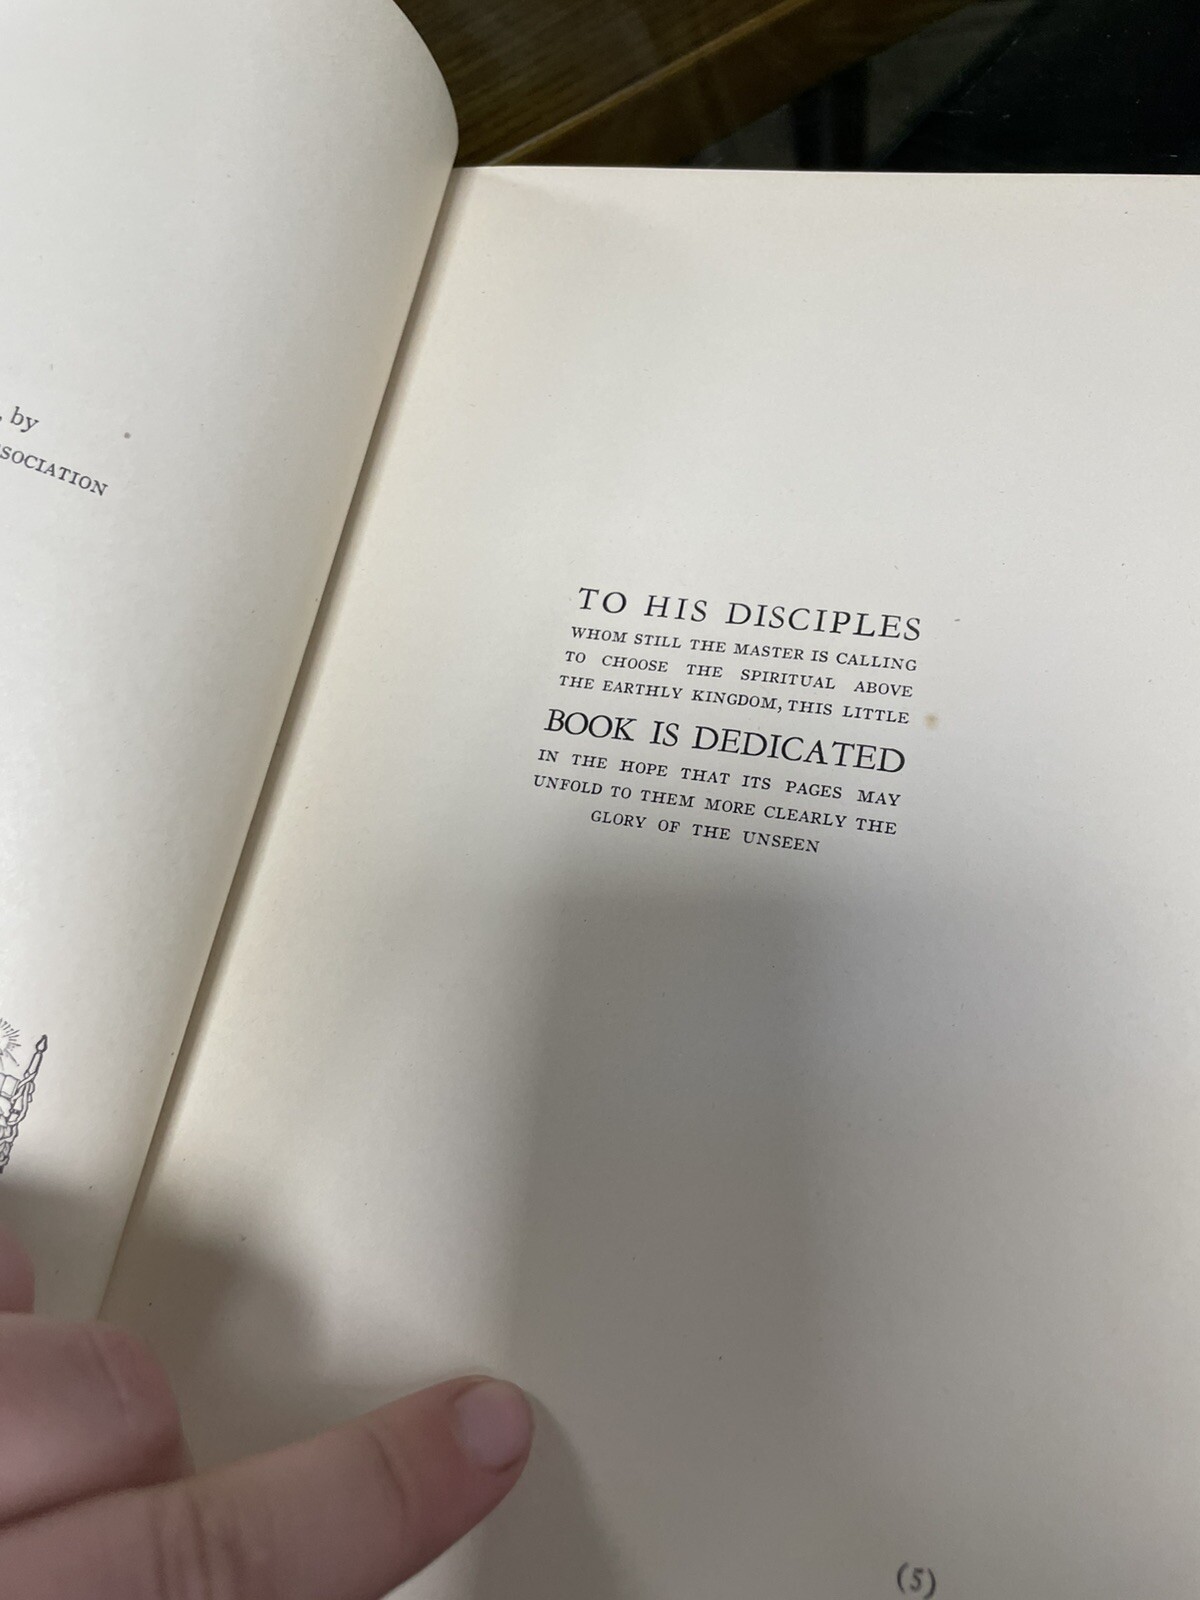 , by
SSOCIATION
TO HIS DISCIPLES
WHOM STILL THE MASTER IS CALLING
TO CHOOSE THE SPIRITUAL ABOVE
THE EARTHLY KINGDOM, THIS LITTLE
BOOK IS DEDICATED
IN THE HOPE THAT ITS PAGES MAY
UNFOLD TO THEM MORE CLEARLY THE
GLORY OF THE UNSEEN
(5)